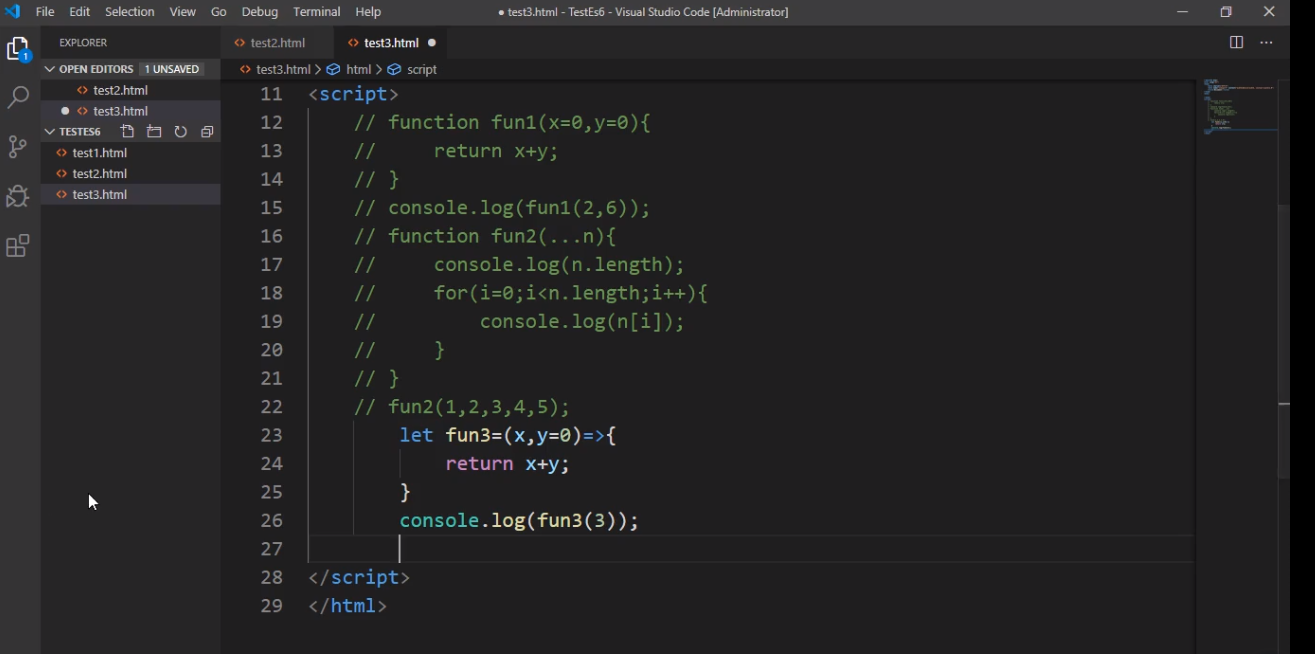 File Edit Selection View Go Debug Terminal Help
● test3.html - TestEs6 - Visual Studio Code [Administrator]
EXPLORER
OPEN EDITORS 1 UNSAVED
test2.html
test3.html
TESTES6
test1.html
test2.html
test3.html
1
test2.html
test3.html ●
test3.html > html > script
11 <script>
12 // function fun1(x=0,y=0){
13 //     return x+y;
14 // }
15 // console.log(fun1(2,6));
16 // function fun2(...n){
17 //     console.log(n.length);
18 //     for(i=0;i<n.length;i++){
19 //         console.log(n[i]);
20 //     }
21 // }
22 // fun2(1,2,3,4,5);
23 let fun3=(x,y=0)=>{
24 return x+y;
25 }
26 console.log(fun3(3));
27
28 </script>
29 </html>